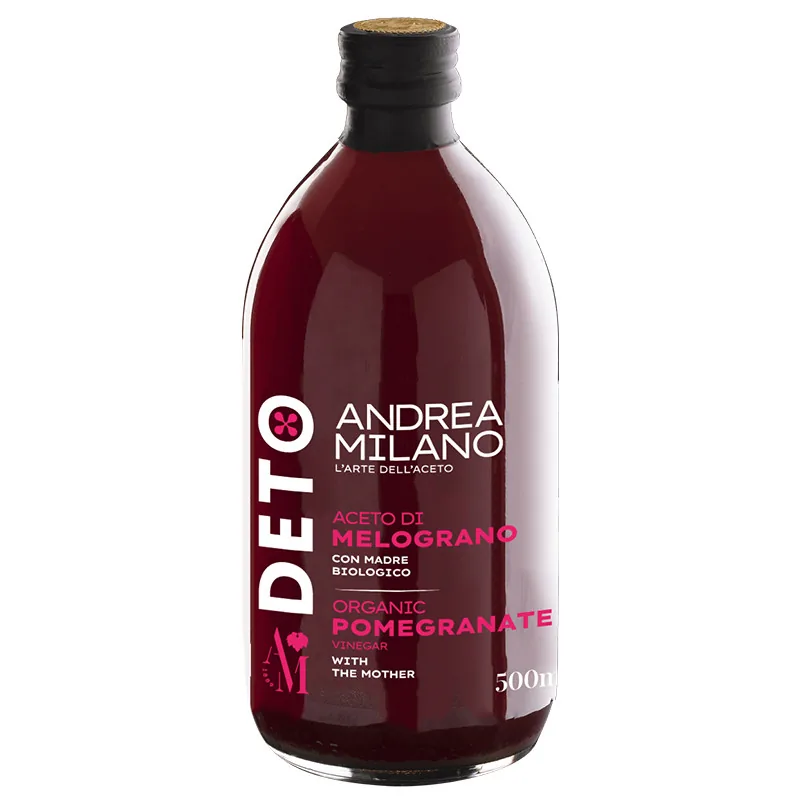 DETO
ANDREA
MILANO
L'ARTE DELL'ACETO
ACETO DI
MELOGRANO
CON MADRE
BIOLOGICO
ORGANIC
POMEGRANATE
VINEGAR
WITH
THE MOTHER
AM
500m